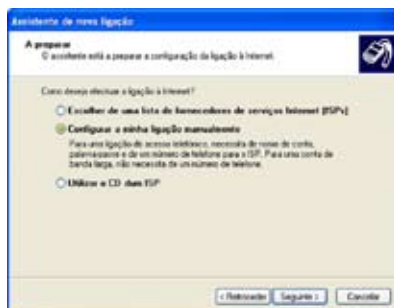 Assistente de nova ligação
A preparar
O assistente está a preparar a configuração da ligação à Internet.
Como deseja efectuar a ligação à Internet?
Escolher de uma lista de fornecedores de serviços Internet (ISPs)
Configurar a minha ligação manualmente
Para uma ligação de acesso telefónico, necessita do nome de conta,
palavra-passe e de um número de telefone para o ISP. Para uma conta de
banda larga, não necessita de um número de telefone.
Utilizar o CD dum ISP
< Retroceder
Seguinte >
Cancelar